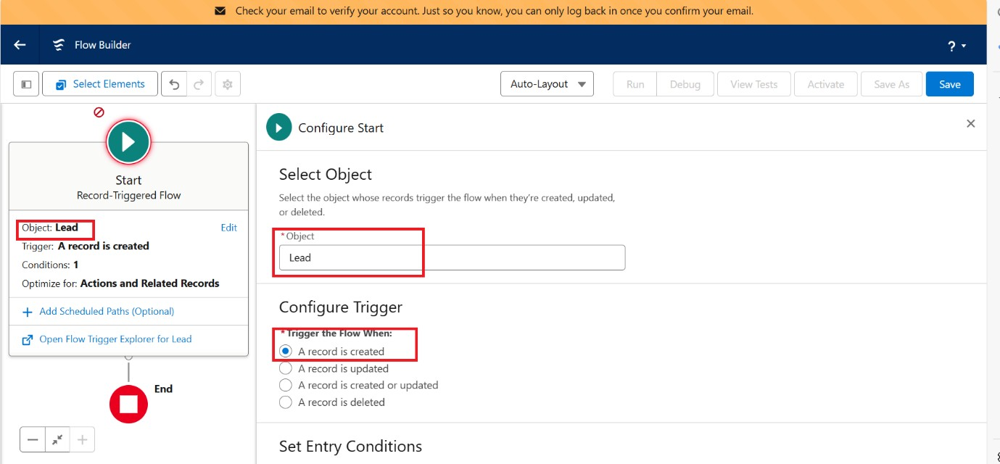 Check your email to verify your account. Just so you know, you can only log back in once you confirm your email.
Flow Builder
?
Select Elements
Auto-Layout
Run
Debug
View Tests
Activate
Save As
Save
Start
Record-Triggered Flow
Object: Lead
Edit
Trigger: A record is created
Conditions: 1
Optimize for: Actions and Related Records
Add Scheduled Paths (Optional)
Open Flow Trigger Explorer for Lead
End
Configure Start
Select Object
Select the object whose records trigger the flow when they're created, updated,
or deleted.
*Object
Lead
Configure Trigger
*Trigger the Flow When:
A record is created
A record is updated
A record is created or updated
A record is deleted
Set Entry Conditions